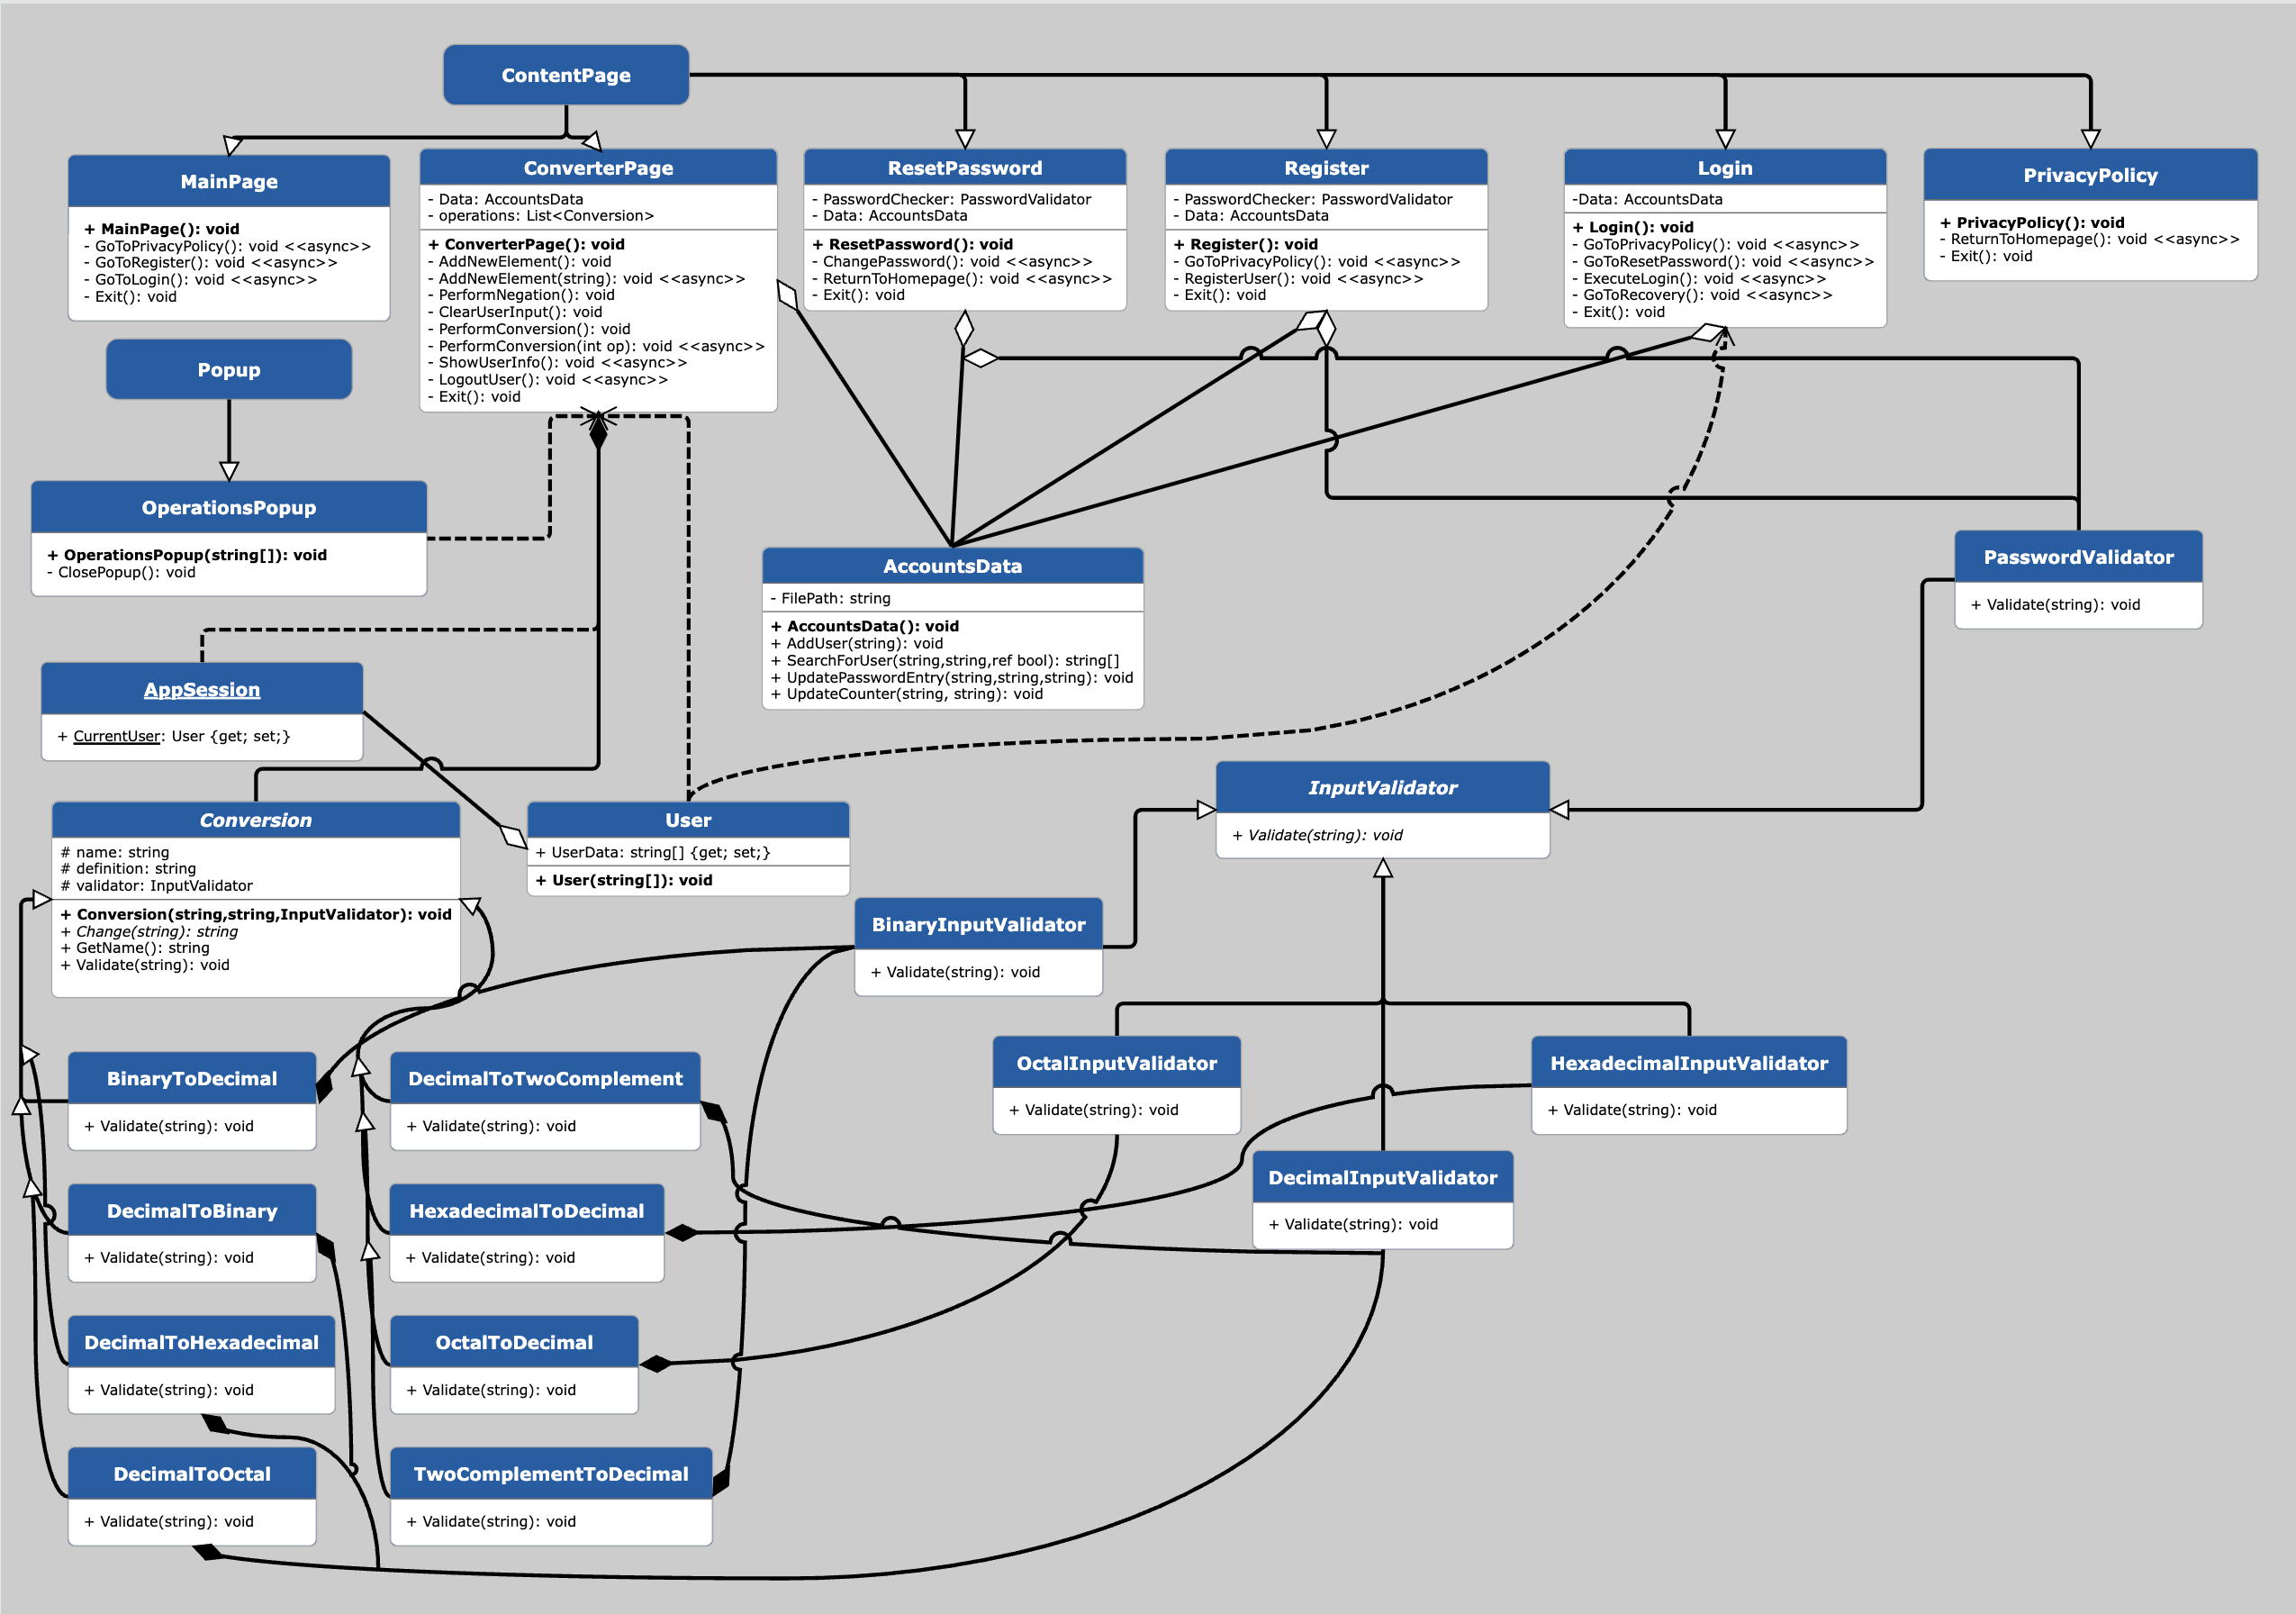 ContentPage
MainPage
+ MainPage(): void
- GoToPrivacyPolicy(): void <<async>>
- GoToRegister(): void <<async>>
- GoToLogin(): void <<async>>
- Exit(): void
ConverterPage
- Data: AccountsData
- operations: List<Conversion>
+ ConverterPage(): void
- AddNewElement(): void
- AddNewElement(string): void <<async>>
- PerformNegation(): void
- ClearUserInput(): void
- PerformConversion(): void
- PerformConversion(int op): void <<async>>
- ShowUserInfo(): void <<async>>
- LogoutUser(): void <<async>>
- Exit(): void
ResetPassword
- PasswordChecker: PasswordValidator
- Data: AccountsData
+ ResetPassword(): void
- ChangePassword(): void <<async>>
- ReturnToHomepage(): void <<async>>
- Exit(): void
Register
- PasswordChecker: PasswordValidator
- Data: AccountsData
+ Register(): void
- GoToPrivacyPolicy(): void <<async>>
- RegisterUser(): void <<async>>
- Exit(): void
Login
-Data: AccountsData
+ Login(): void
- GoToPrivacyPolicy(): void <<async>>
- GoToResetPassword(): void <<async>>
- ExecuteLogin(): void <<async>>
- GoToRecovery(): void <<async>>
- Exit(): void
PrivacyPolicy
+ PrivacyPolicy(): void
- ReturnToHomepage(): void <<async>>
- Exit(): void
Popup
OperationsPopup
+ OperationsPopup(string[]): void
- ClosePopup(): void
AccountsData
- FilePath: string
+ AccountsData(): void
+ AddUser(string): void
+ SearchForUser(string,string,ref bool): string[]
+ UpdatePasswordEntry(string,string,string): void
+ UpdateCounter(string, string): void
PasswordValidator
+ Validate(string): void
AppSession
+ CurrentUser: User {get; set;}
Conversion
# name: string
# definition: string
# validator: InputValidator
+ Conversion(string,string,InputValidator): void
+ Change(string): string
+ GetName(): string
+ Validate(string): void
User
+ UserData: string[] {get; set;}
+ User(string[]): void
InputValidator
+ Validate(string): void
BinaryInputValidator
+ Validate(string): void
OctalInputValidator
+ Validate(string): void
HexadecimalInputValidator
+ Validate(string): void
DecimalInputValidator
+ Validate(string): void
BinaryToDecimal
+ Validate(string): void
DecimalToTwoComplement
+ Validate(string): void
DecimalToBinary
+ Validate(string): void
HexadecimalToDecimal
+ Validate(string): void
DecimalToHexadecimal
+ Validate(string): void
OctalToDecimal
+ Validate(string): void
DecimalToOctal
+ Validate(string): void
TwoComplementToDecimal
+ Validate(string): void